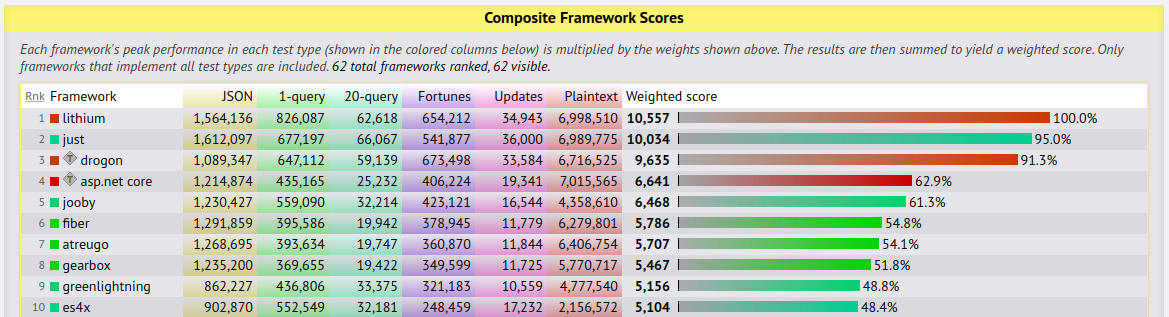 Composite Framework Scores
Each framework's peak performance in each test type (shown in the colored columns below) is multiplied by the weights shown above. The results are then summed to yield a weighted score. Only
frameworks that implement all test types are included. 62 total frameworks ranked, 62 visible.
Rnk Framework JSON 1-query 20-query Fortunes Updates Plaintext Weighted score
1 lithium 1,564,136 826,087 62,618 654,212 34,943 6,998,510 10,557 100.0%
2 just 1,612,097 677,197 66,067 541,877 36,000 6,989,775 10,034 95.0%
3 T drogon 1,089,347 647,112 59,139 673,498 33,584 6,716,525 9,635 91.3%
4 T asp.net core 1,214,874 435,165 25,232 406,224 19,341 7,015,565 6,641 62.9%
5 jooby 1,230,427 559,090 32,214 423,121 16,544 4,358,610 6,468 61.3%
6 fiber 1,291,859 395,586 19,942 378,945 11,779 6,279,801 5,786 54.8%
7 atreugo 1,268,695 393,634 19,747 360,870 11,844 6,406,754 5,707 54.1%
8 gearbox 1,235,200 369,655 19,422 349,599 11,725 5,770,717 5,467 51.8%
9 greenlightning 862,227 436,806 33,375 321,183 10,559 4,777,540 5,156 48.8%
10 es4x 902,870 552,549 32,181 248,459 17,232 2,156,572 5,104 48.4%